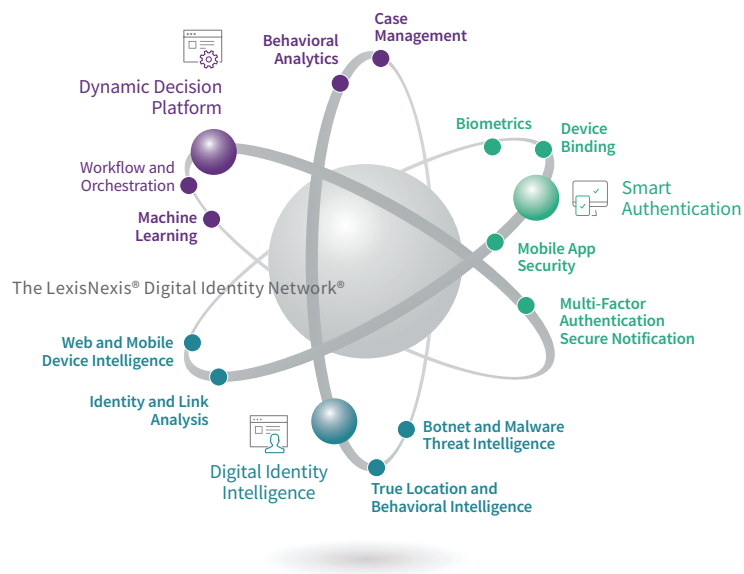 Case
Management
Behavioral
Analytics
Dynamic Decision
Platform
Biometrics
Device
Binding
Workflow and
Orchestration
Smart
Authentication
Machine
Learning
Mobile App
Security
The LexisNexis® Digital Identity Network®
Multi-Factor
Authentication
Secure Notification
Web and Mobile
Device Intelligence
Identity and Link
Analysis
Botnet and Malware
Threat Intelligence
Digital Identity
Intelligence
True Location and
Behavioral Intelligence